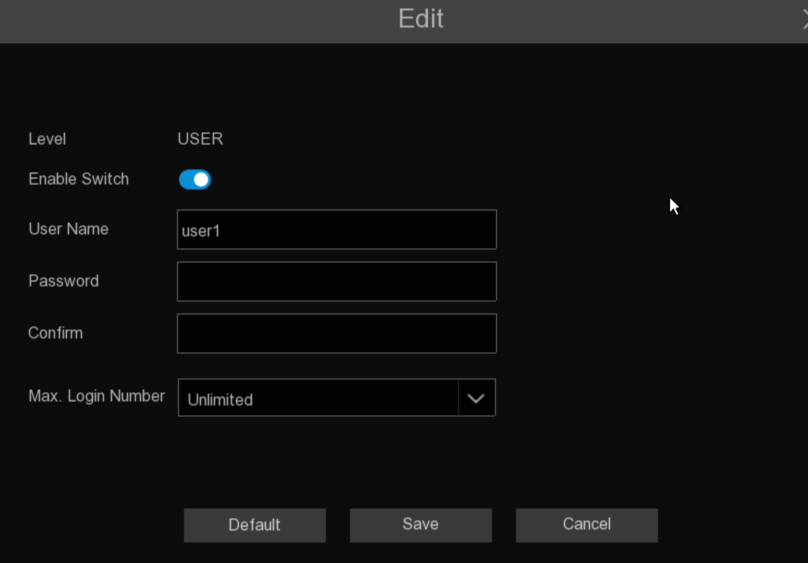 Edit
Level USER
Enable Switch
User Name user1
Password
Confirm
Max. Login Number Unlimited
Default Save Cancel